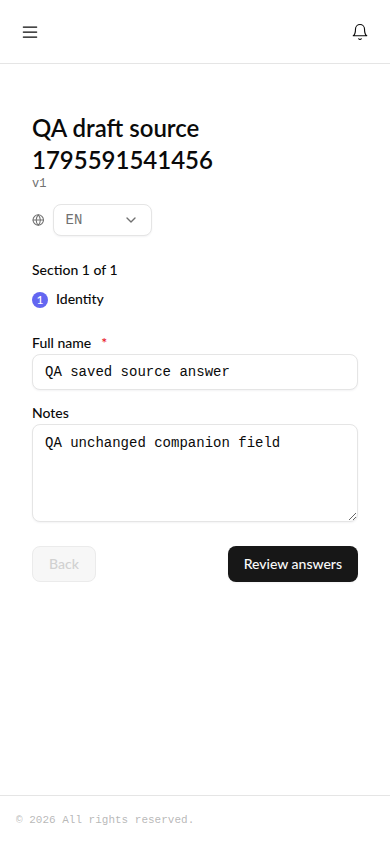 QA draft source
1795591541456
v1
EN
Section 1 of 1
1 Identity
Full name *
QA saved source answer
Notes
QA unchanged companion field
Back
Review answers
© 2026 All rights reserved.